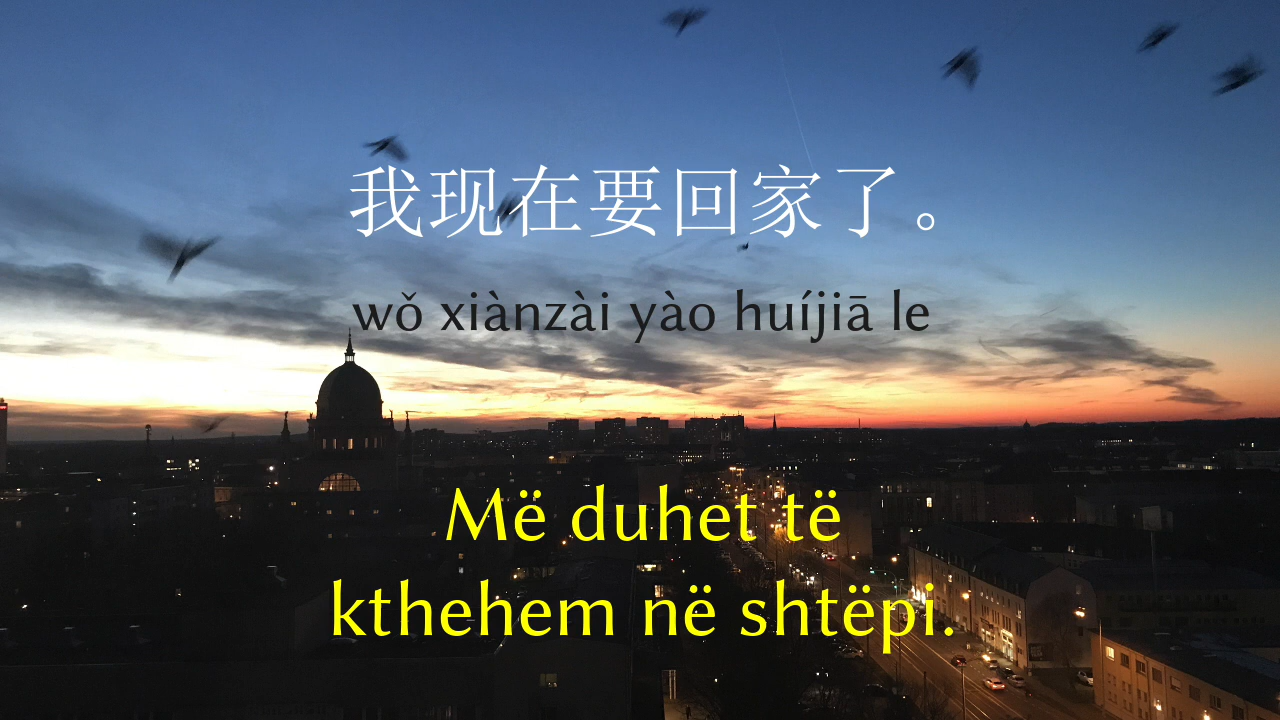 我现在要回家了。
wǒ xiànzài yào huíjiā le
Më duhet të
kthehem në shtëpi.